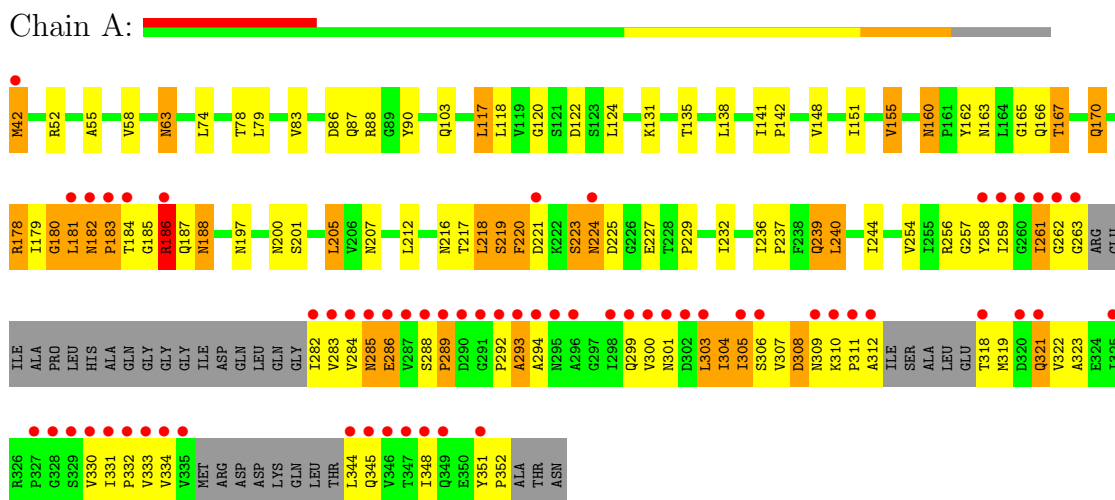 Chain A:
M42 R52 A55 V58 N63 L74 T78 L79 V83 D86 Q87 R88 G89 Y90 Q103 L117 L118 V119 G120 S121 D122 S123 L124 K131 T135 L138 I141 P142 V148 I151 V155 N160 P161 Y162 N163 L164 G165 Q166 T167 Q170
R178 I179 G180 L181 N182 P183 T184 G185 R186 Q187 N188 N197 N200 S201 L205 V206 N207 L212 N216 T217 L218 S219 F220 D221 K222 S223 N224 D225 G226 E227 T228 P229 I232 I236 P237 F238 Q239 L240 I244 V254 I255 R256 G257 Y258 I259 G260 I261 G262 G263 ARG GLU
ILE ALA PRO LEU HIS ALA GLN GLY GLY GLY ILE ASP GLN LEU GLN GLY I282 V283 V284 N285 E286 V287 S288 P289 D290 G291 P292 A293 A294 N295 A296 G297 I298 Q299 V300 N301 D302 L303 I304 I305 S306 V307 D308 N309 K310 P311 A312 ILE SER ALA LEU GLU T318 M319 D320 Q321 V322 A323 E324 I325
R326 P327 G328 S329 V330 I331 P332 V333 V334 V335 MET ARG ASP ASP LYS GLN LEU THR L344 Q345 V346 T347 I348 Q349 E350 Y351 P352 ALA THR ASN